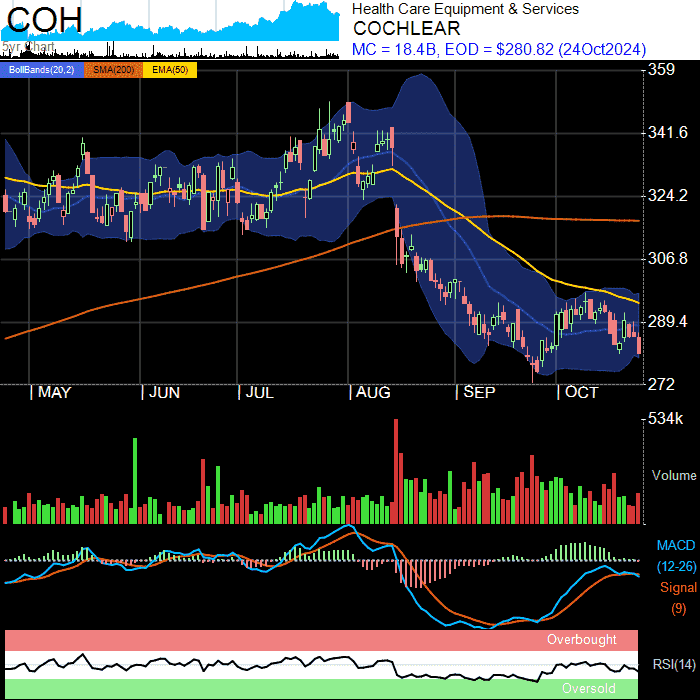 COH
5yr Chart
Health Care Equipment & Services
COCHLEAR
MC = 18.4B, EOD = $280.82 (24Oct2024)
BollBands(20,2) SMA(200) EMA(50)
359
341.6
324.2
306.8
289.4
272
MAY JUN JUL AUG SEP OCT
534k
Volume
MACD
(12-26)
Signal
(9)
Overbought
RSI(14)
Oversold